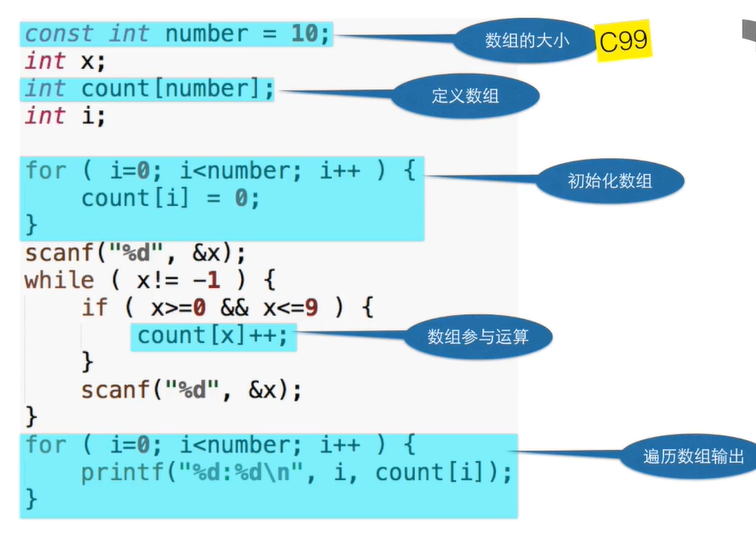 const int number = 10;
数组的大小
C99
int x;
int count[number];
定义数组
int i;
for ( i=0; i<number; i++ ) {
初始化数组
count[i] = 0;
}
scanf("%d", &x);
while ( x!= -1 ) {
if ( x>=0 && x<=9 ) {
count[x]++;
数组参与运算
}
scanf("%d", &x);
}
for ( i=0; i<number; i++ ) {
遍历数组输出
printf("%d:%d\n", i, count[i]);
}